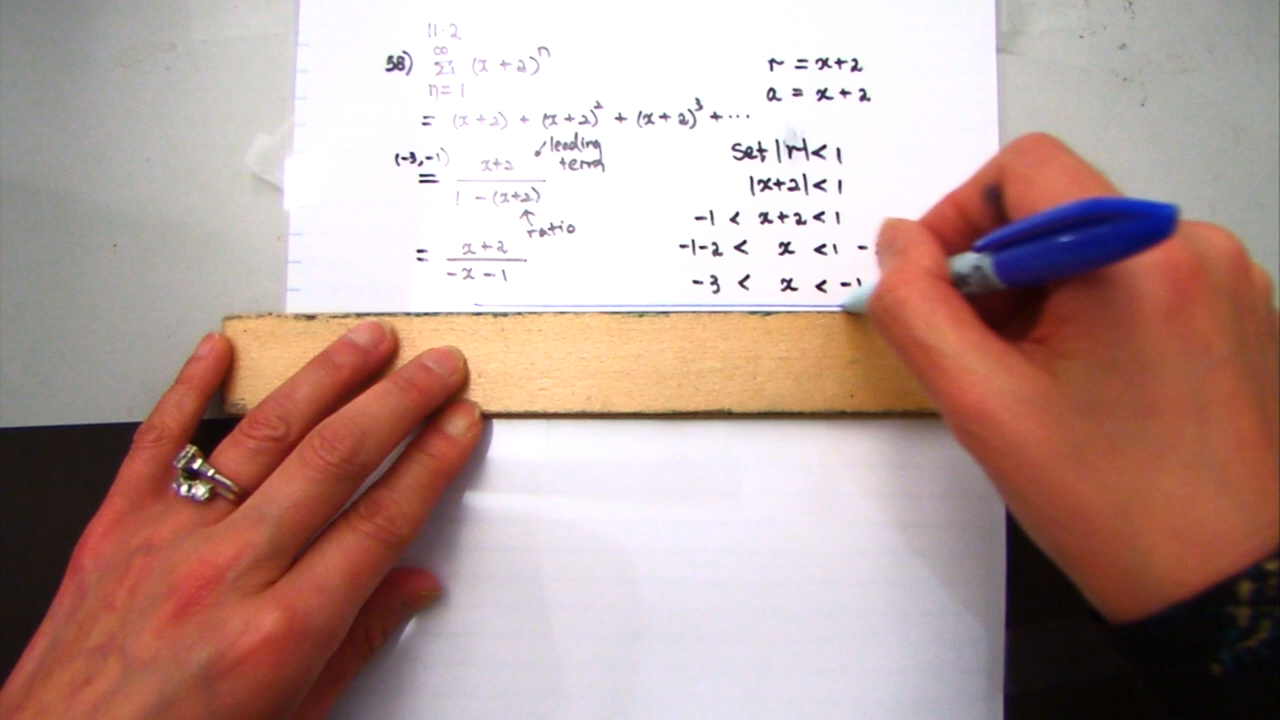 11.2
58) ∞ Σ n=1 (x+2)^n
= (x+2) + (x+2)^2 + (x+2)^3 + ...
(-3,-1)
= x+2 / 1 - (x+2)
leading
term
ratio
= x+2 / -x-1
r = x+2
a = x+2
set |r| < 1
|x+2| < 1
-1 < x+2 < 1
-1-2 < x < 1 -
-3 < x < -1